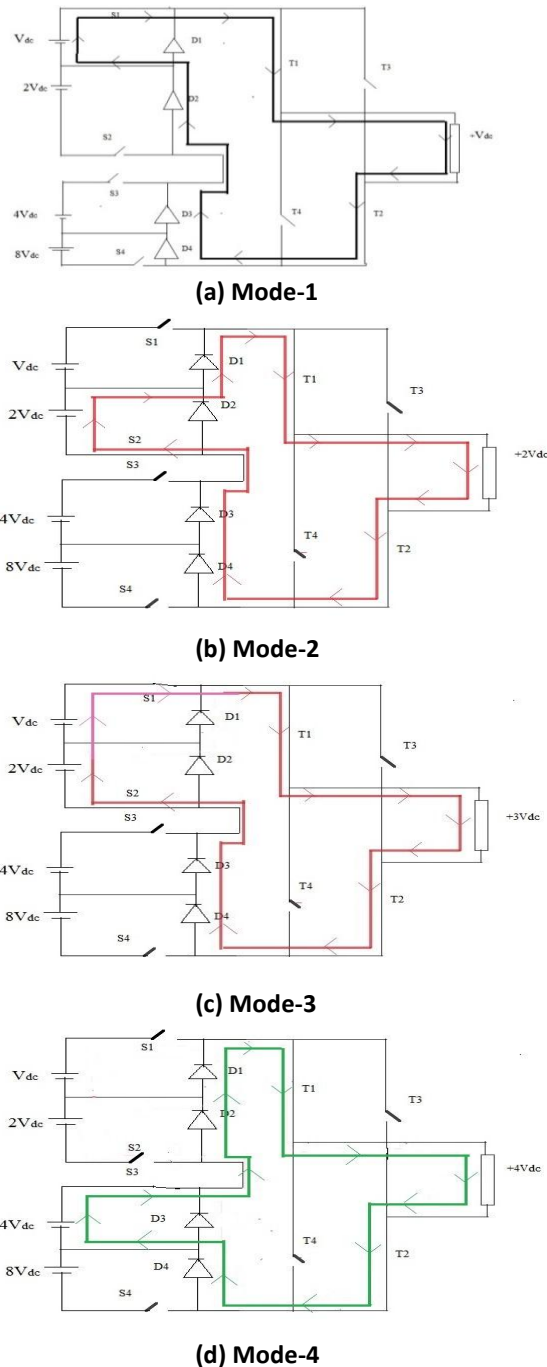 S1
Vdc
D1
T1
T3
2Vdc
D2
S2
+Vdc
S3
4Vdc
D3
T4
T2
8Vdc
S4
D4
(a) Mode-1
S1
Vdc
D1
T1
T3
2Vdc
D2
S2
+2Vdc
S3
4Vdc
D3
T4
T2
8Vdc
D4
S4
(b) Mode-2
S1
Vdc
D1
T1
T3
2Vdc
D2
S2
+3Vdc
S3
4Vdc
D3
T4
T2
8Vdc
D4
S4
(c) Mode-3
S1
Vdc
D1
T1
T3
2Vdc
D2
S2
S3
+4Vdc
4Vdc
D3
T4
T2
8Vdc
D4
S4
(d) Mode-4